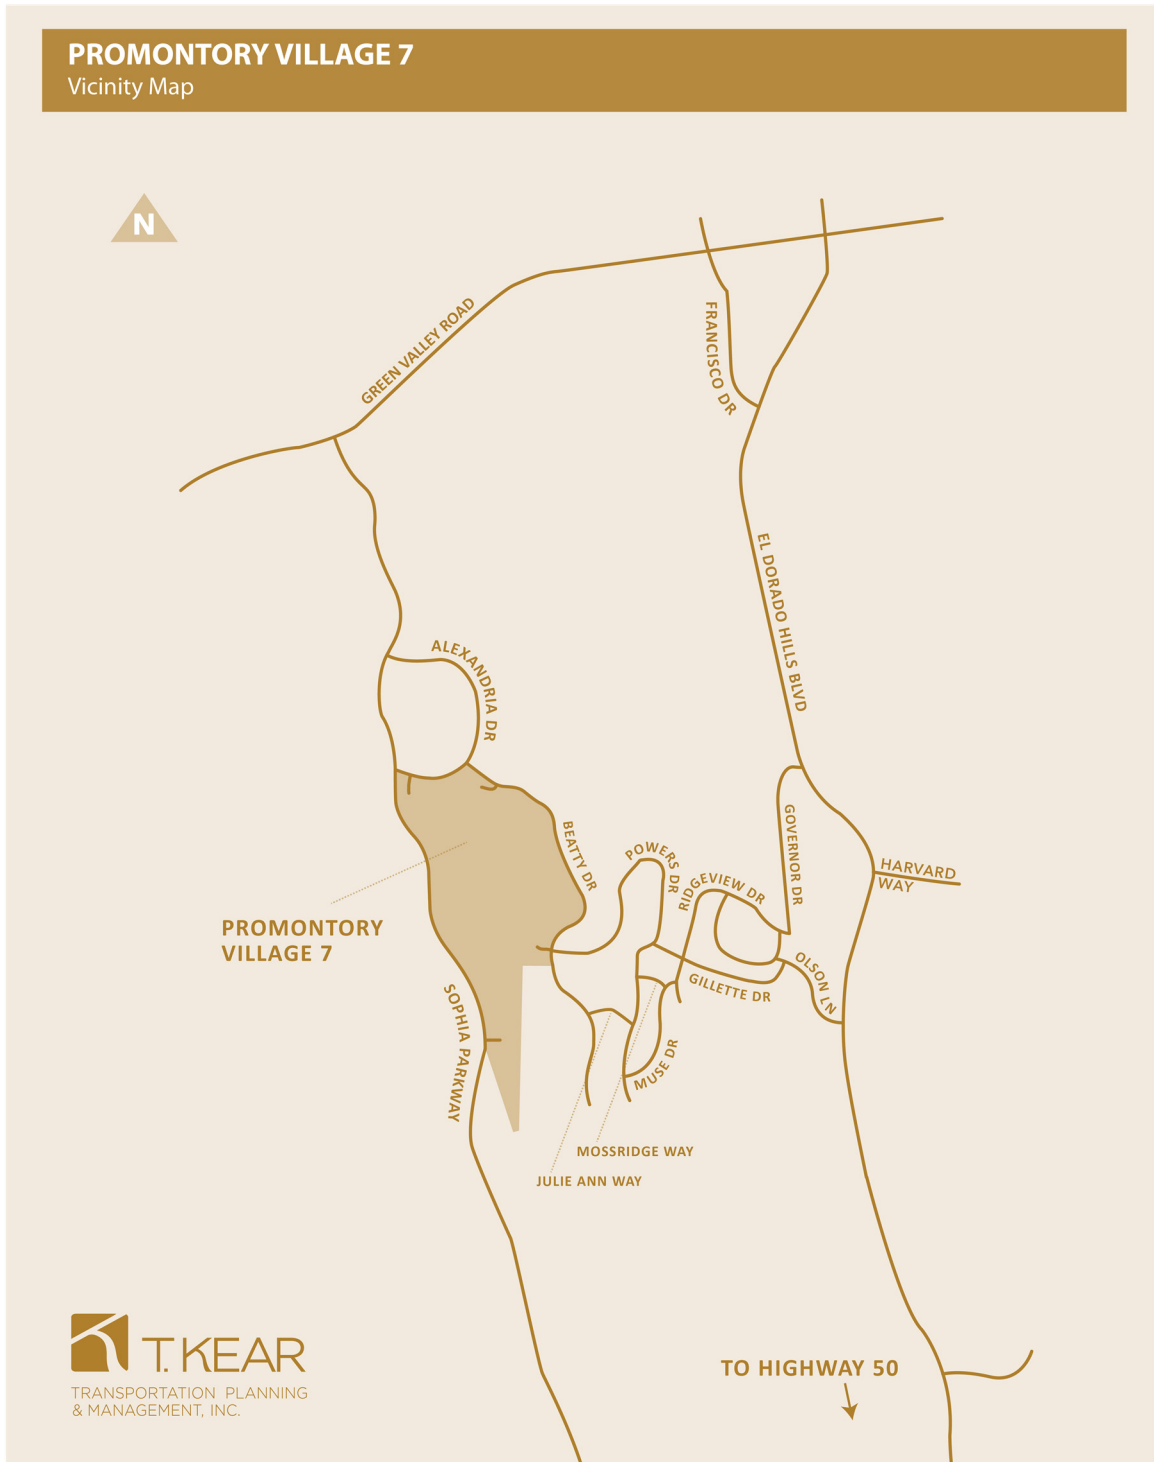 PROMONTORY VILLAGE 7
Vicinity Map
N
GREEN VALLEY ROAD
FRANCISCO DR
EL DORADO HILLS BLVD
ALEXANDRIA DR
GOVERNOR DR
BEATTY DR
POWERS DR
RIDGEVIEW DR
HARVARD
WAY
PROMONTORY
VILLAGE 7
OLSON LN
GILLETTE DR
SOPHIA PARKWAY
MUSE DR
MOSSRIDGE WAY
JULIE ANN WAY
T. KEAR
TRANSPORTATION PLANNING
& MANAGEMENT, INC.
TO HIGHWAY 50